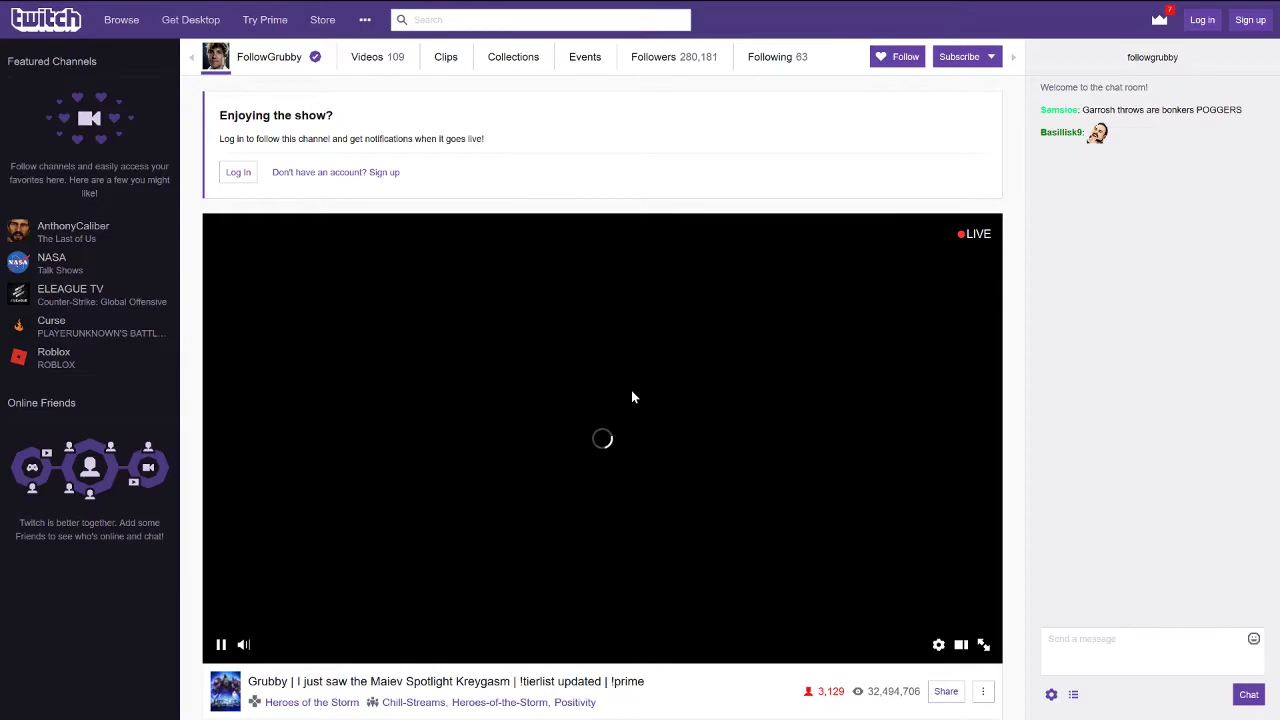 twitch
Browse
Get Desktop
Try Prime
Store
Search
7
Log in
Sign up
Featured Channels
Follow channels and easily access your
favorites here. Here are a few you might
like!
AnthonyCaliber
The Last of Us
NASA
Talk Shows
ELEAGUE TV
Counter-Strike: Global Offensive
Curse
PLAYERUNKNOWN'S BATTL...
Roblox
ROBLOX
Online Friends
Twitch is better together. Add some
Friends to see who's online and chat!
FollowGrubby
Videos 109
Clips
Collections
Events
Followers 280,181
Following 63
Follow
Subscribe
Enjoying the show?
Log in to follow this channel and get notifications when it goes live!
Log In
Don't have an account? Sign up
LIVE
Grubby | I just saw the Maiev Spotlight Kreygasm | !tierlist updated | !prime
Heroes of the Storm
Chill-Streams, Heroes-of-the-Storm, Positivity
3,129
32,494,706
Share
followgrubby
Welcome to the chat room!
Samsioe: Garrosh throws are bonkers POGGERS
Basillisk9:
Send a message
Chat